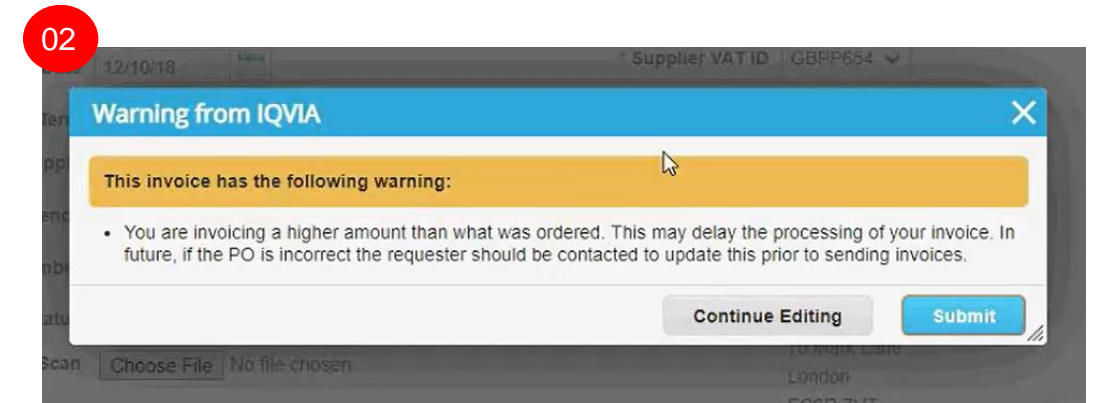 02
12/10/18
* Supplier VAT ID GBPP654
Warning from IQVIA
This invoice has the following warning:
• You are invoicing a higher amount than what was ordered. This may delay the processing of your invoice. In
future, if the PO is incorrect the requester should be contacted to update this prior to sending invoices.
Continue Editing Submit
Scan Choose File No file chosen
London